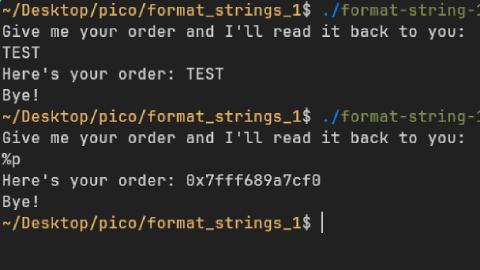 ~/Desktop/pico/format_strings_1$ ./format-string-1
Give me your order and I'll read it back to you:
TEST
Here's your order: TEST
Bye!
~/Desktop/pico/format_strings_1$ ./format-string-1
Give me your order and I'll read it back to you:
%p
Here's your order: 0x7fff689a7cf0
Bye!
~/Desktop/pico/format_strings_1$